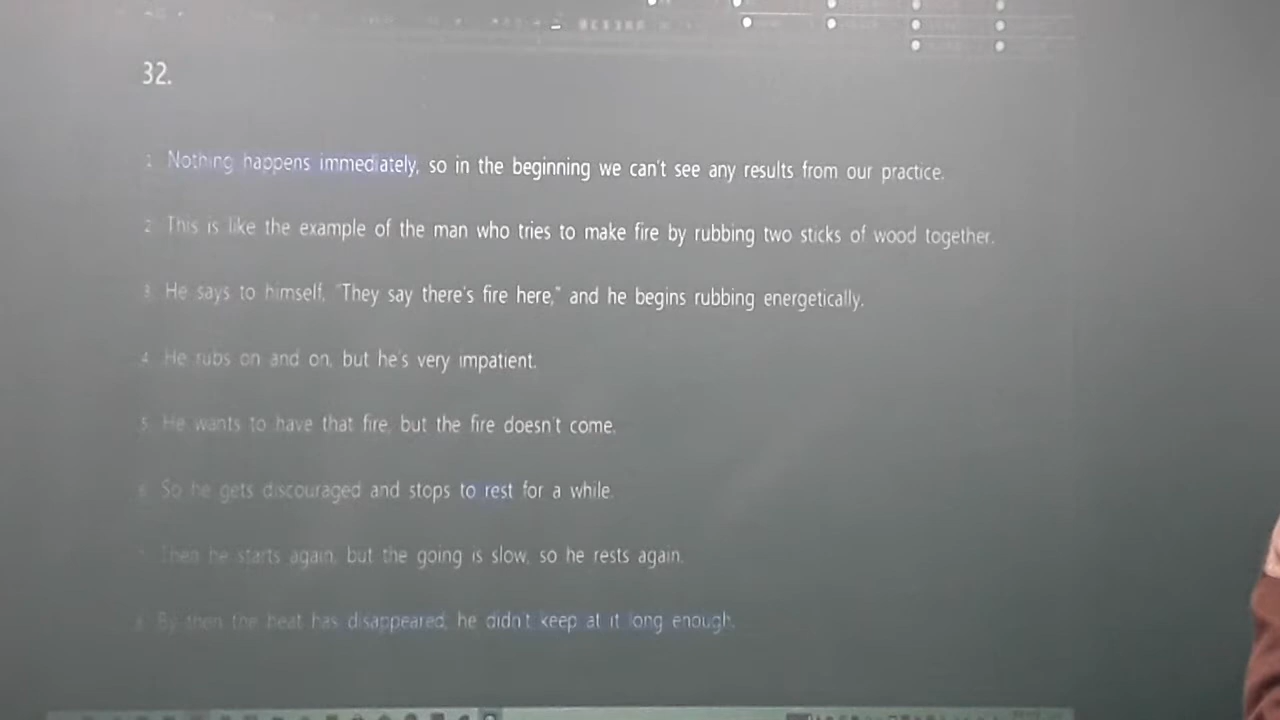 32.
1 Nothing happens immediately, so in the beginning we can't see any results from our practice.
2 This is like the example of the man who tries to make fire by rubbing two sticks of wood together.
3 He says to himself, "They say there's fire here," and he begins rubbing energetically.
4 He rubs on and on, but he's very impatient.
5 He wants to have that fire, but the fire doesn't come.
6 So he gets discouraged and stops to rest for a while.
Then he starts again, but the going is slow, so he rests again.
8 By then the heat has disappeared, he didn't keep at it long enough.